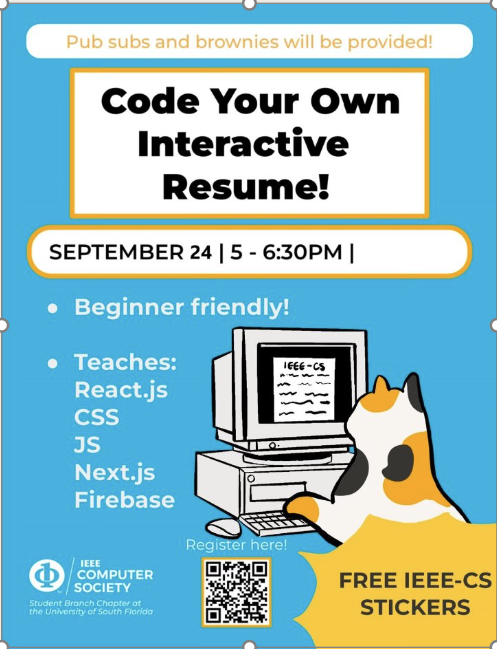 Pub subs and brownies will be provided!
Code Your Own
Interactive
Resume!
SEPTEMBER 24 | 5 - 6:30PM |
• Beginner friendly!
• Teaches:
React.js
CSS
JS
Next.js
Firebase
IEEE-CS
Register here!
IEEE
COMPUTER
SOCIETY
Student Branch Chapter at
the University of South Florida
FREE IEEE-CS
STICKERS